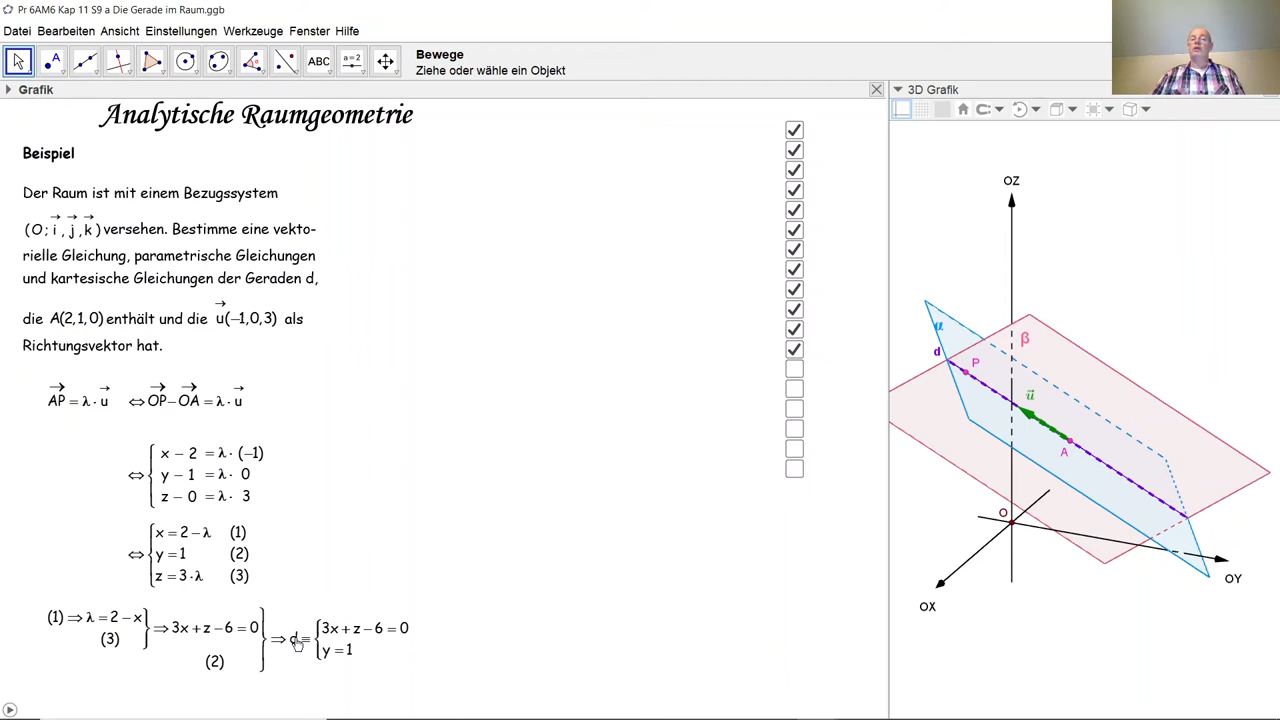 Pr 6AM6 Kap 11 S9 a Die Gerade im Raum.ggb
Datei Bearbeiten Ansicht Einstellungen Werkzeuge Fenster Hilfe
A
ABC
a=2
Bewege
Ziehe oder wähle ein Objekt
Grafik
3D Grafik
Analytische Raumgeometrie
Beispiel
Der Raum ist mit einem Bezugssystem
(O; i⃗, j⃗, k⃗) versehen. Bestimme eine vekto-
rielle Gleichung, parametrische Gleichungen
und kartesische Gleichungen der Geraden d,
die A(2,1,0) enthält und die u⃗(−1,0,3) als
Richtungsvektor hat.
AP⃗ = λ· u⃗ ⇔ OP⃗ − OA⃗ = λ· u⃗
⇔ { x − 2 = λ· (−1)
y − 1 = λ· 0
z − 0 = λ· 3
⇔ { x = 2 − λ (1)
y = 1 (2)
z = 3·λ (3)
(1) ⇒ λ = 2 − x } ⇒ 3x + z − 6 = 0 } ⇒ d ≡ { 3x + z − 6 = 0
(3)
(2)
y = 1
OZ
α
β
d
P
u⃗
A
O
OY
OX